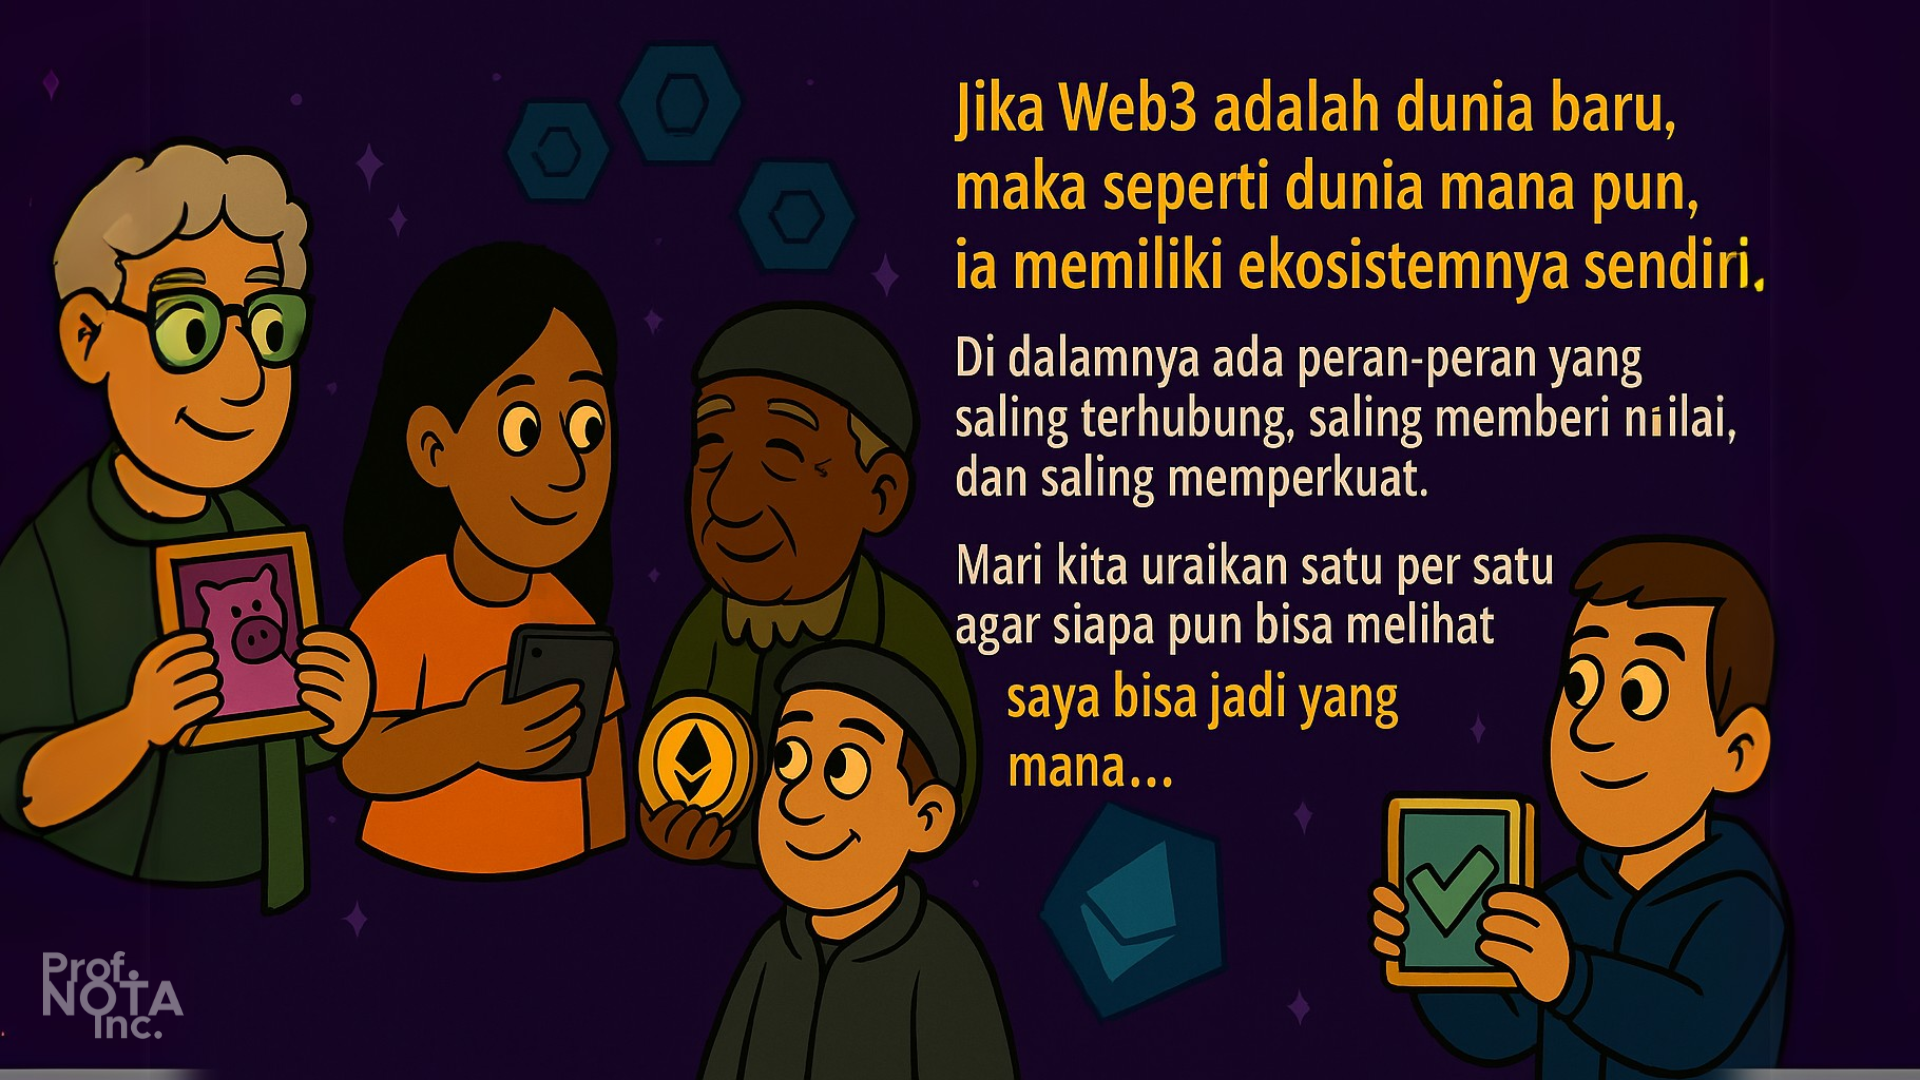 Jika Web3 adalah dunia baru,
maka seperti dunia mana pun,
ia memiliki ekosistemnya sendiri.
Di dalamnya ada peran-peran yang
saling terhubung, saling memberi niilai,
dan saling memperkuat.
Mari kita uraikan satu per satu
agar siapa pun bisa melihat
saya bisa jadi yang
mana...
Prof.
NOTA
Inc.